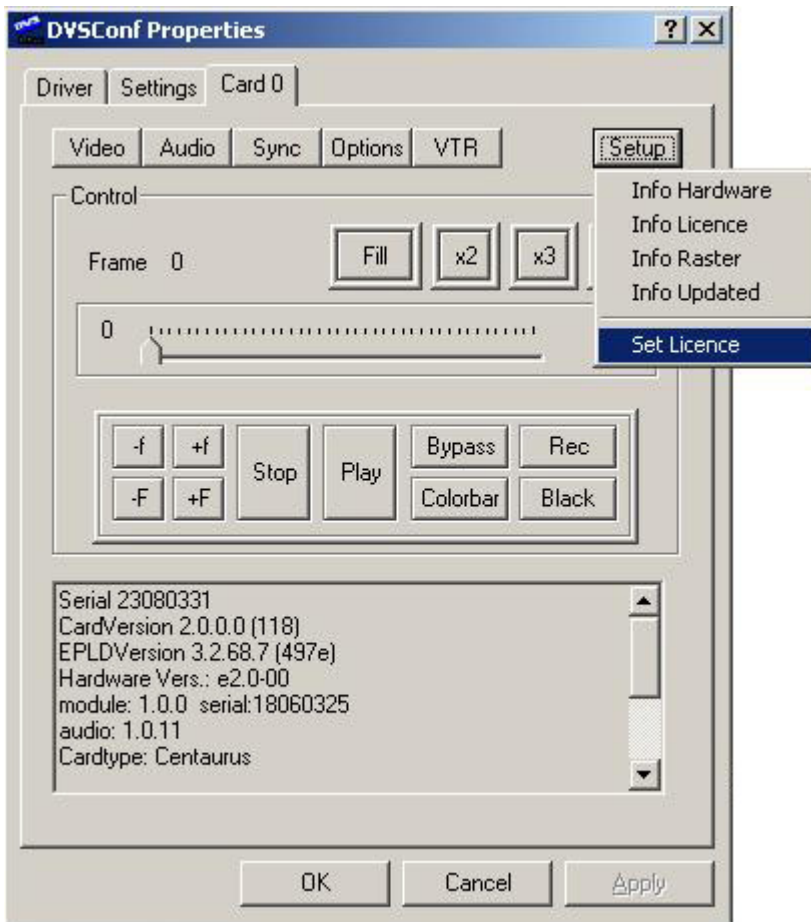 DVSConf Properties
Driver Settings Card 0
Video Audio Sync Options VTR Setup
Info Hardware
Info Licence
Info Raster
Info Updated
Set Licence
Control
Frame 0 Fill x2 x3
0
-f +f Stop Play Bypass Rec
-F +F Colorbar Black
Serial 23080331
CardVersion 2.0.0.0 (118)
EPLDVersion 3.2.68.7 (497e)
Hardware Vers.: e2.0-00
module: 1.0.0 serial:18060325
audio: 1.0.11
Cardtype: Centaurus
OK Cancel Apply